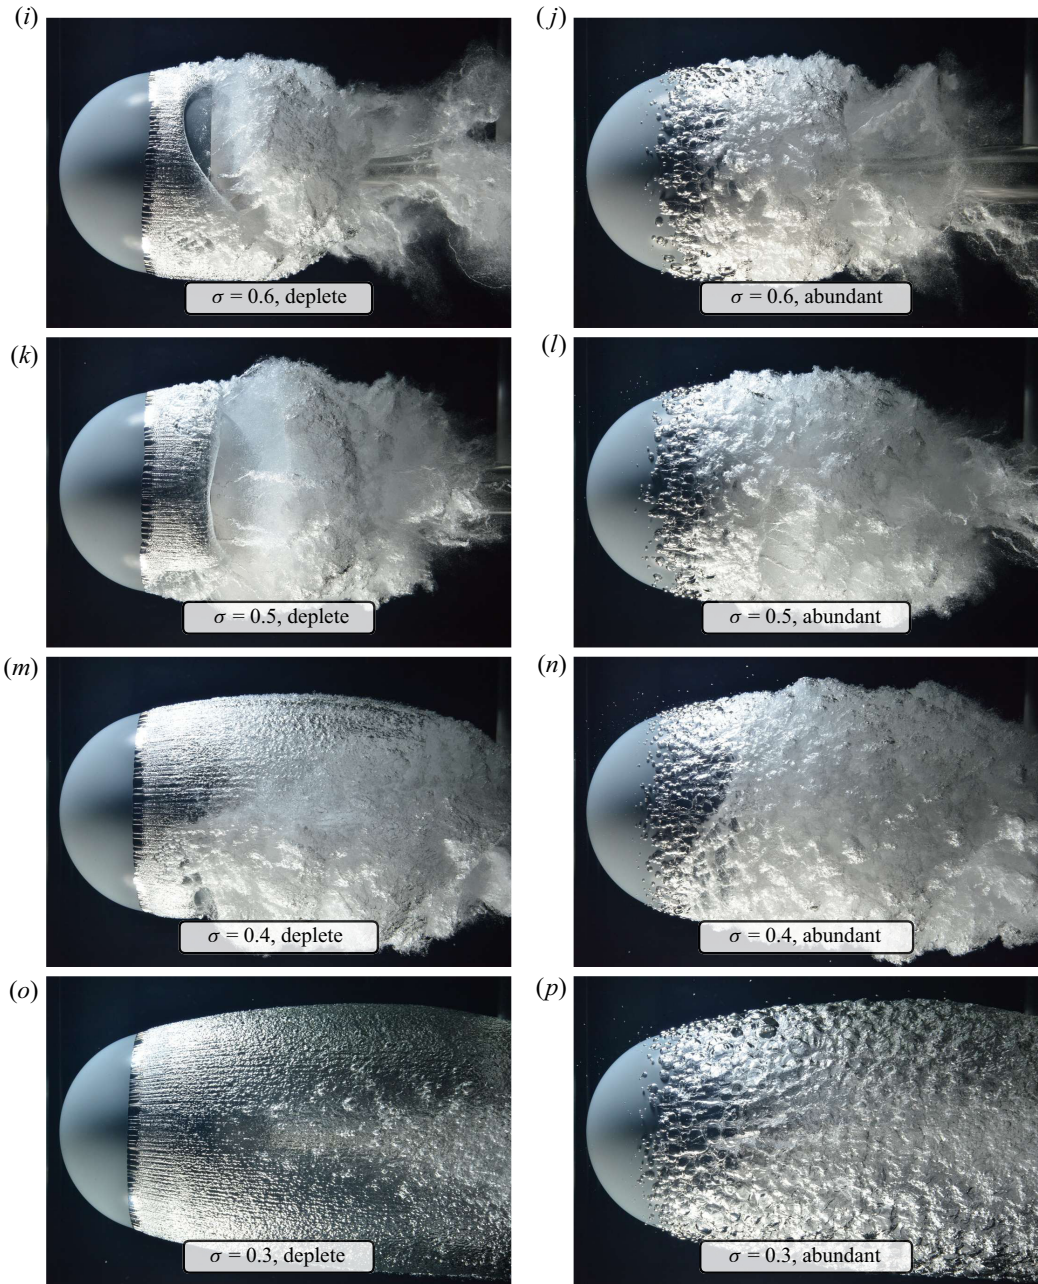 (i)
(j)
σ = 0.6, deplete
σ = 0.6, abundant
(k)
(l)
σ = 0.5, deplete
σ = 0.5, abundant
(m)
(n)
σ = 0.4, deplete
σ = 0.4, abundant
(o)
(p)
σ = 0.3, deplete
σ = 0.3, abundant